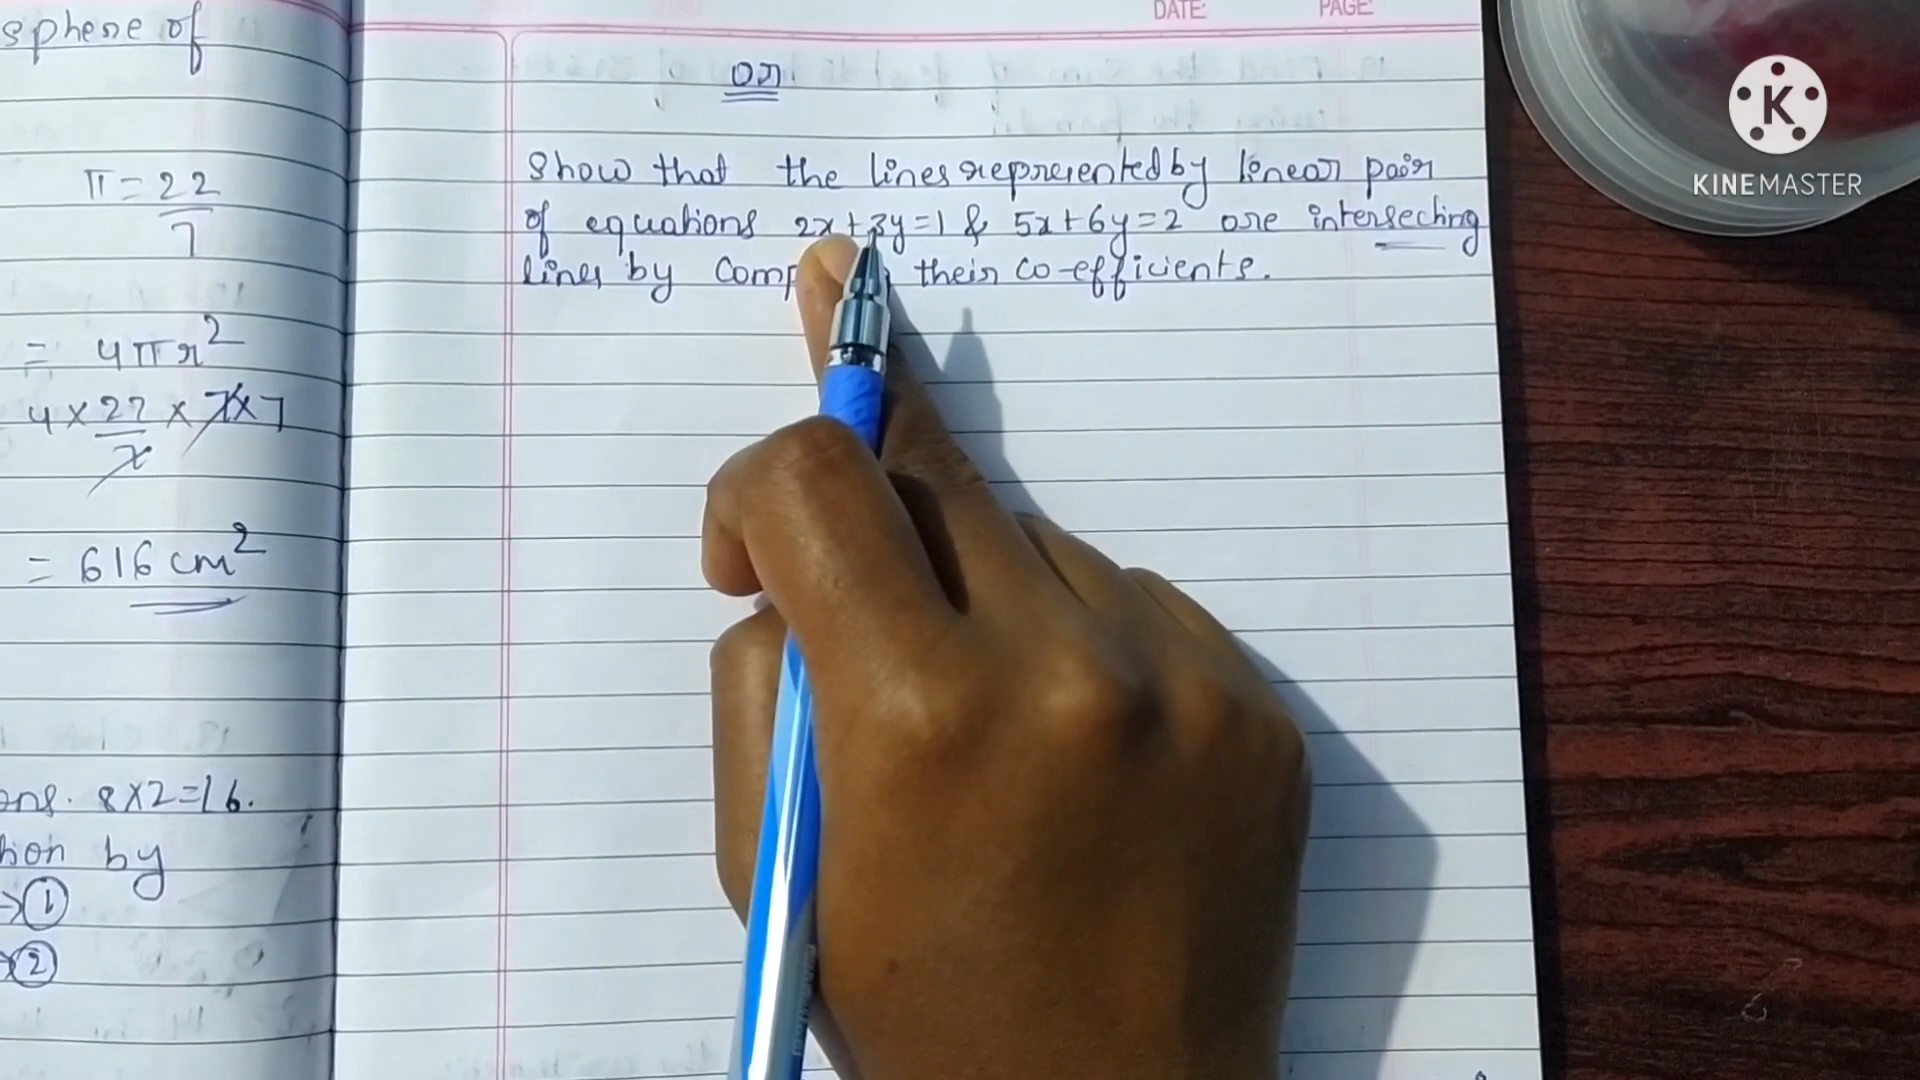 sphere of
π = 22
7
= 4πr²
4 × 22 × 7 × 7
7
= 616 cm²
ons. 8×2=16.
by
→ 1
2
DATE: PAGE:
or
Show that the lines represented by linear pair
of equations 2x+3y=1 & 5x+6y=2 are intersecting
lines by comp their co-efficients.
K
KINEMASTER